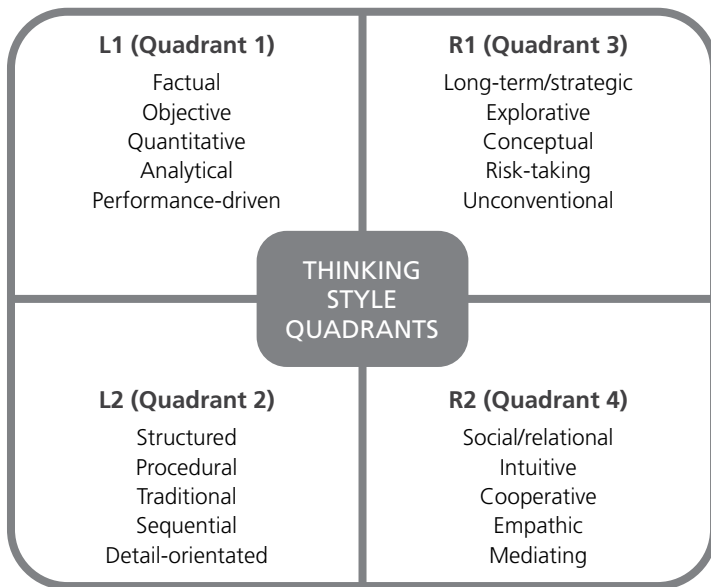 L1 (Quadrant 1)
Factual
Objective
Quantitative
Analytical
Performance-driven
R1 (Quadrant 3)
Long-term/strategic
Explorative
Conceptual
Risk-taking
Unconventional
THINKING
STYLE
QUADRANTS
L2 (Quadrant 2)
Structured
Procedural
Traditional
Sequential
Detail-orientated
R2 (Quadrant 4)
Social/relational
Intuitive
Cooperative
Empathic
Mediating